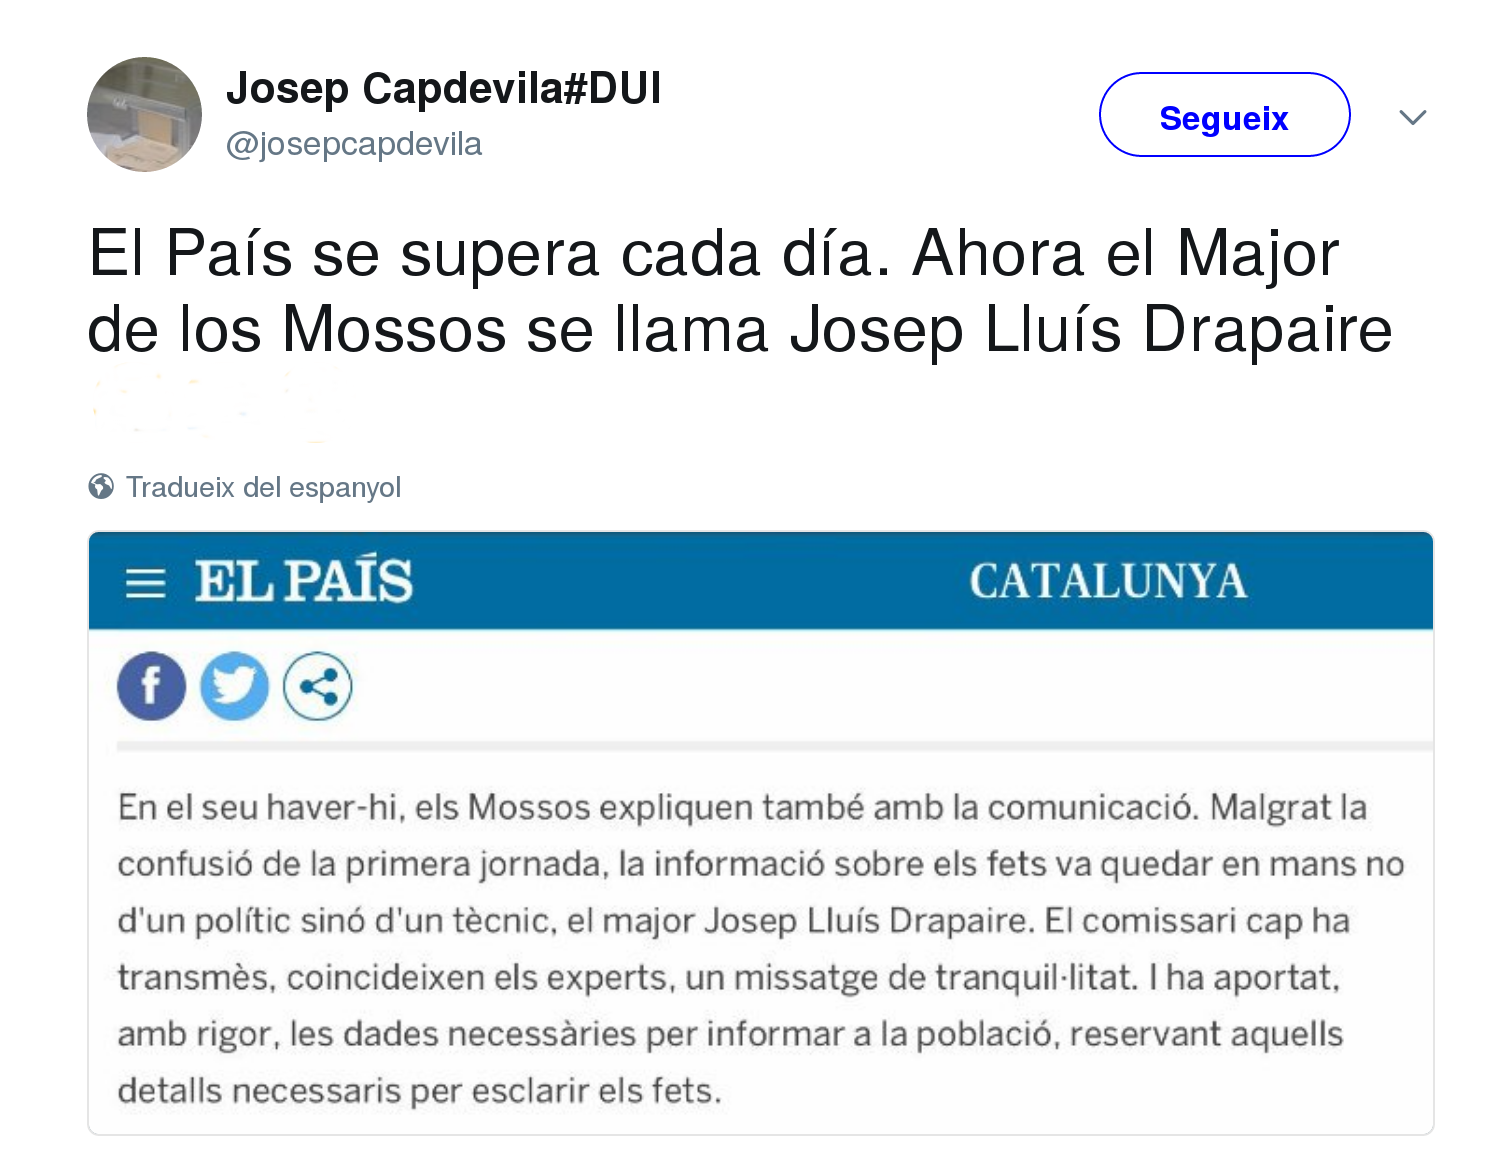 Josep Capdevila#DUI
@josepcapdevila
Segueix
El País se supera cada día. Ahora el Major
de los Mossos se llama Josep Lluís Drapaire
Tradueix del espanyol
EL PAÍS
CATALUNYA
En el seu haver-hi, els Mossos expliquen també amb la comunicació. Malgrat la
confusió de la primera jornada, la informació sobre els fets va quedar en mans no
d'un polític sinó d'un tècnic, el major Josep Lluís Drapaire. El comissari cap ha
transmès, coincideixen els experts, un missatge de tranquil·litat. I ha aportat,
amb rigor, les dades necessàries per informar a la població, reservant aquells
detalls necessaris per esclarir els fets.